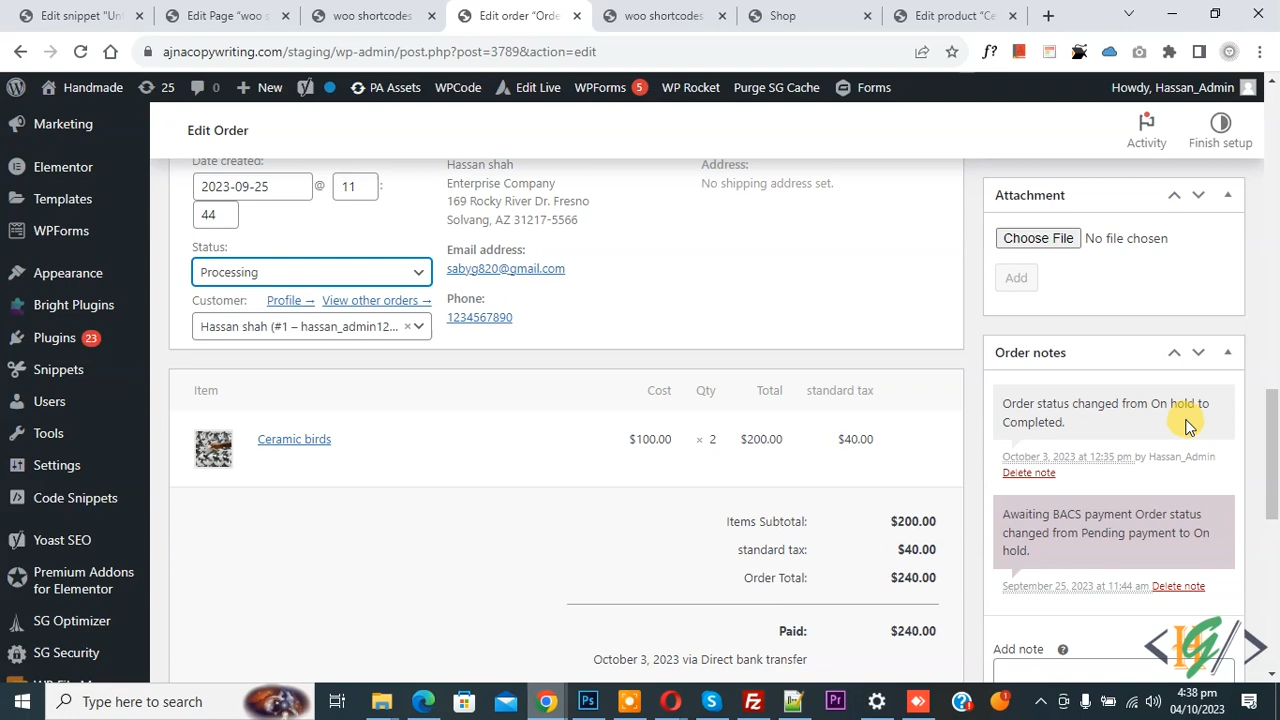 Edit snippet "Un
Edit Page "woo s
woo shortcodes
Edit order "Orde
woo shortcodes
Shop
Edit product "Ce
ajnacopywriting.com/staging/wp-admin/post.php?post=3789&action=edit
Handmade 25 0 + New PA Assets WPCode Edit Live WPForms 5 WP Rocket Purge SG Cache Forms Howdy, Hassan_Admin
Marketing
Elementor
Templates
WPForms
Appearance
Bright Plugins
Plugins 23
Snippets
Users
Tools
Settings
Code Snippets
Yoast SEO
Premium Addons
for Elementor
SG Optimizer
SG Security
Edit Order
Activity
Finish setup
Date created:
2023-09-25 @ 11 :
44
Status:
Processing
Customer: Profile → View other orders →
Hassan shah (#1 – hassan_admin12... ×
Hassan shah
Enterprise Company
169 Rocky River Dr. Fresno
Solvang, AZ 31217-5566
Email address:
sabyg820@gmail.com
Phone:
1234567890
Address:
No shipping address set.
Item Cost Qty Total standard tax
Ceramic birds $100.00 × 2 $200.00 $40.00
Items Subtotal: $200.00
standard tax: $40.00
Order Total: $240.00
Paid: $240.00
October 3, 2023 via Direct bank transfer
Attachment
Choose File No file chosen
Add
Order notes
Order status changed from On hold to
Completed.
October 3, 2023 at 12:35 pm by Hassan_Admin
Delete note
Awaiting BACS payment Order status
changed from Pending payment to On
hold.
September 25, 2023 at 11:44 am Delete note
Add note
Type here to search
4:38 pm
04/10/2023